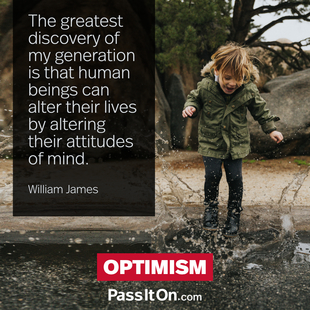 The greatest
discovery of
my generation
is that human
beings can
alter their lives
by altering
their attitudes
of mind.
William James
OPTIMISM
PassItOn.com